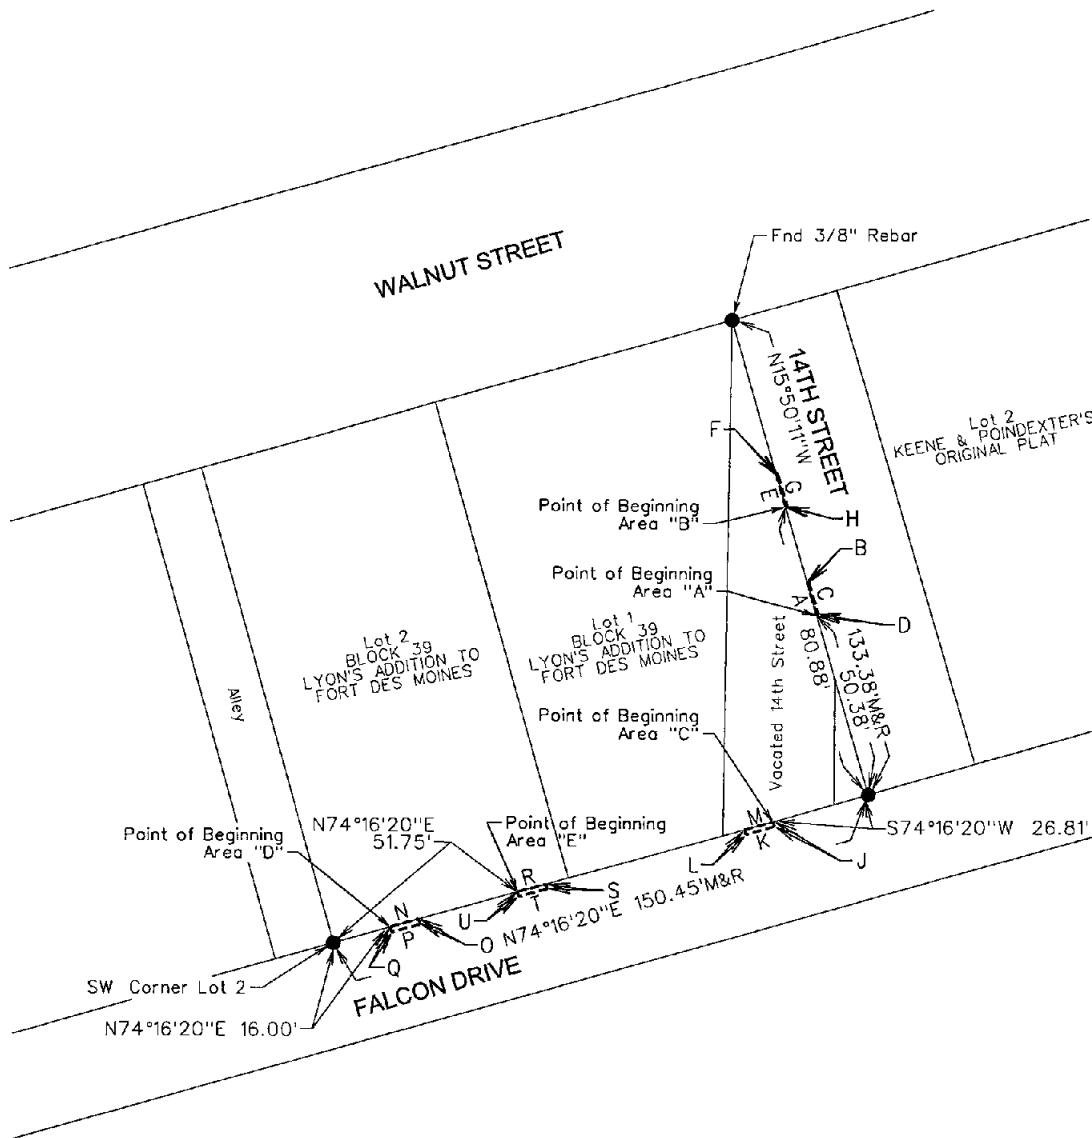 WALNUT STREET
Fnd 3/8" Rebar
14TH STREET
N15°50'11"W
Lot 2
KEENE & POINDEXTER'S
ORIGINAL PLAT
F
G
E
Point of Beginning
Area "B"
H
B
Point of Beginning
Area "A"
C
A
D
Lot 2
BLOCK 39
LYON'S ADDITION TO
FORT DES MOINES
Lot 1
BLOCK 39
LYON'S ADDITION TO
FORT DES MOINES
Alley
Vacated 14th Street
80.88'
133.38'M&R
50.38'
Point of Beginning
Area "C"
Point of Beginning
Area "D"
N74°16'20"E
51.75'
Point of Beginning
Area "E"
M
K
L
J
S74°16'20"W 26.81'
R
S
T
U
N
O
P
Q
N74°16'20"E 150.45'M&R
FALCON DRIVE
SW Corner Lot 2
N74°16'20"E 16.00'